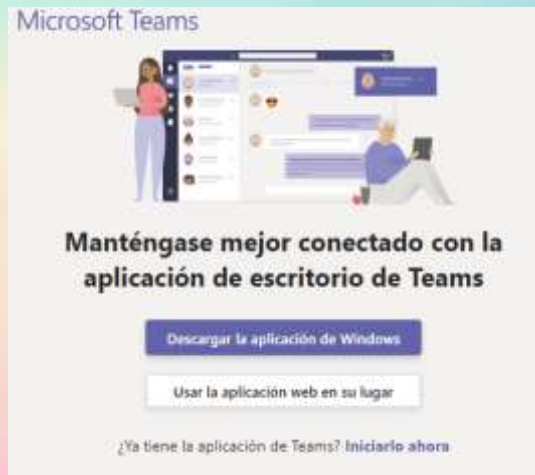 Microsoft Teams
Manténgase mejor conectado con la
aplicación de escritorio de Teams
Descargar la aplicación de Windows
Usar la aplicación web en su lugar
¿Ya tiene la aplicación de Teams? Iniciarlo ahora